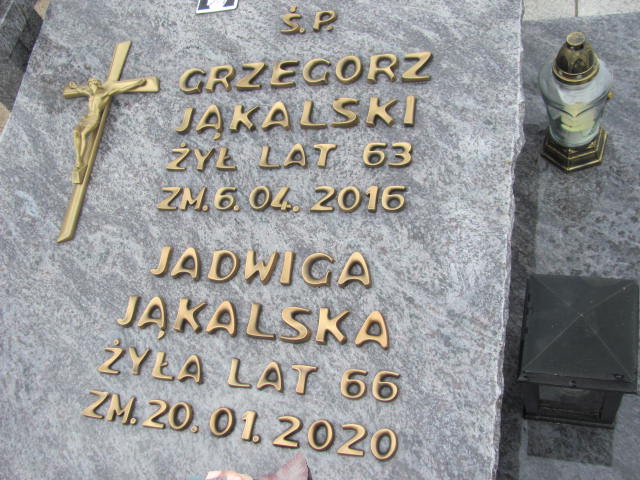 Ś. P.
GRZEGORZ
JĄKALSKI
ŻYŁ LAT 63
ZM. 6. 04. 2016
JADWIGA
JĄKALSKA
ŻYŁA LAT 66
ZM. 20. 01. 2020